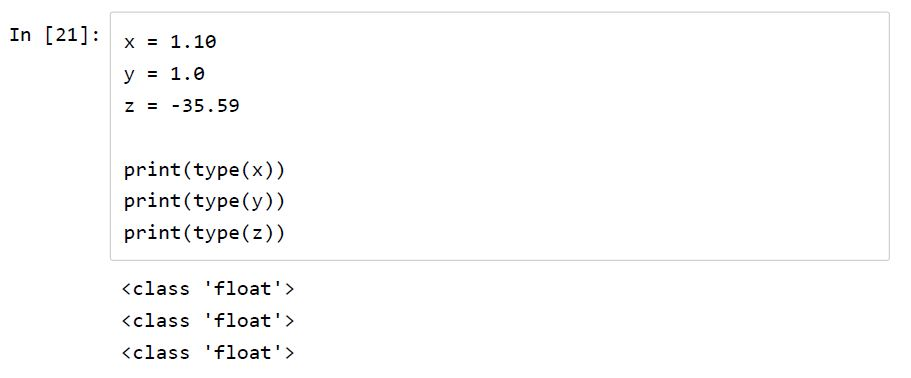 In [21]:
x = 1.10
y = 1.0
z = -35.59
print(type(x))
print(type(y))
print(type(z))
<class 'float'>
<class 'float'>
<class 'float'>